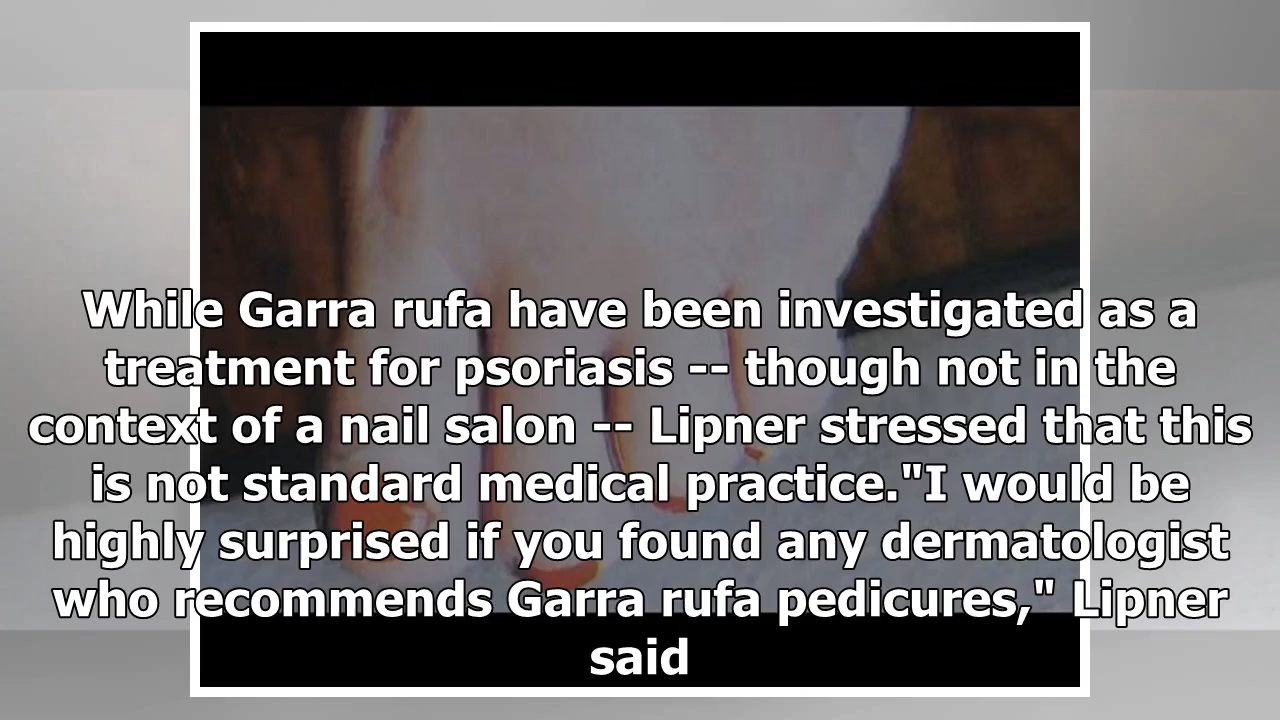 While Garra rufa have been investigated as a
treatment for psoriasis -- though not in the
context of a nail salon -- Lipner stressed that this
is not standard medical practice."I would be
highly surprised if you found any dermatologist
who recommends Garra rufa pedicures," Lipner
said